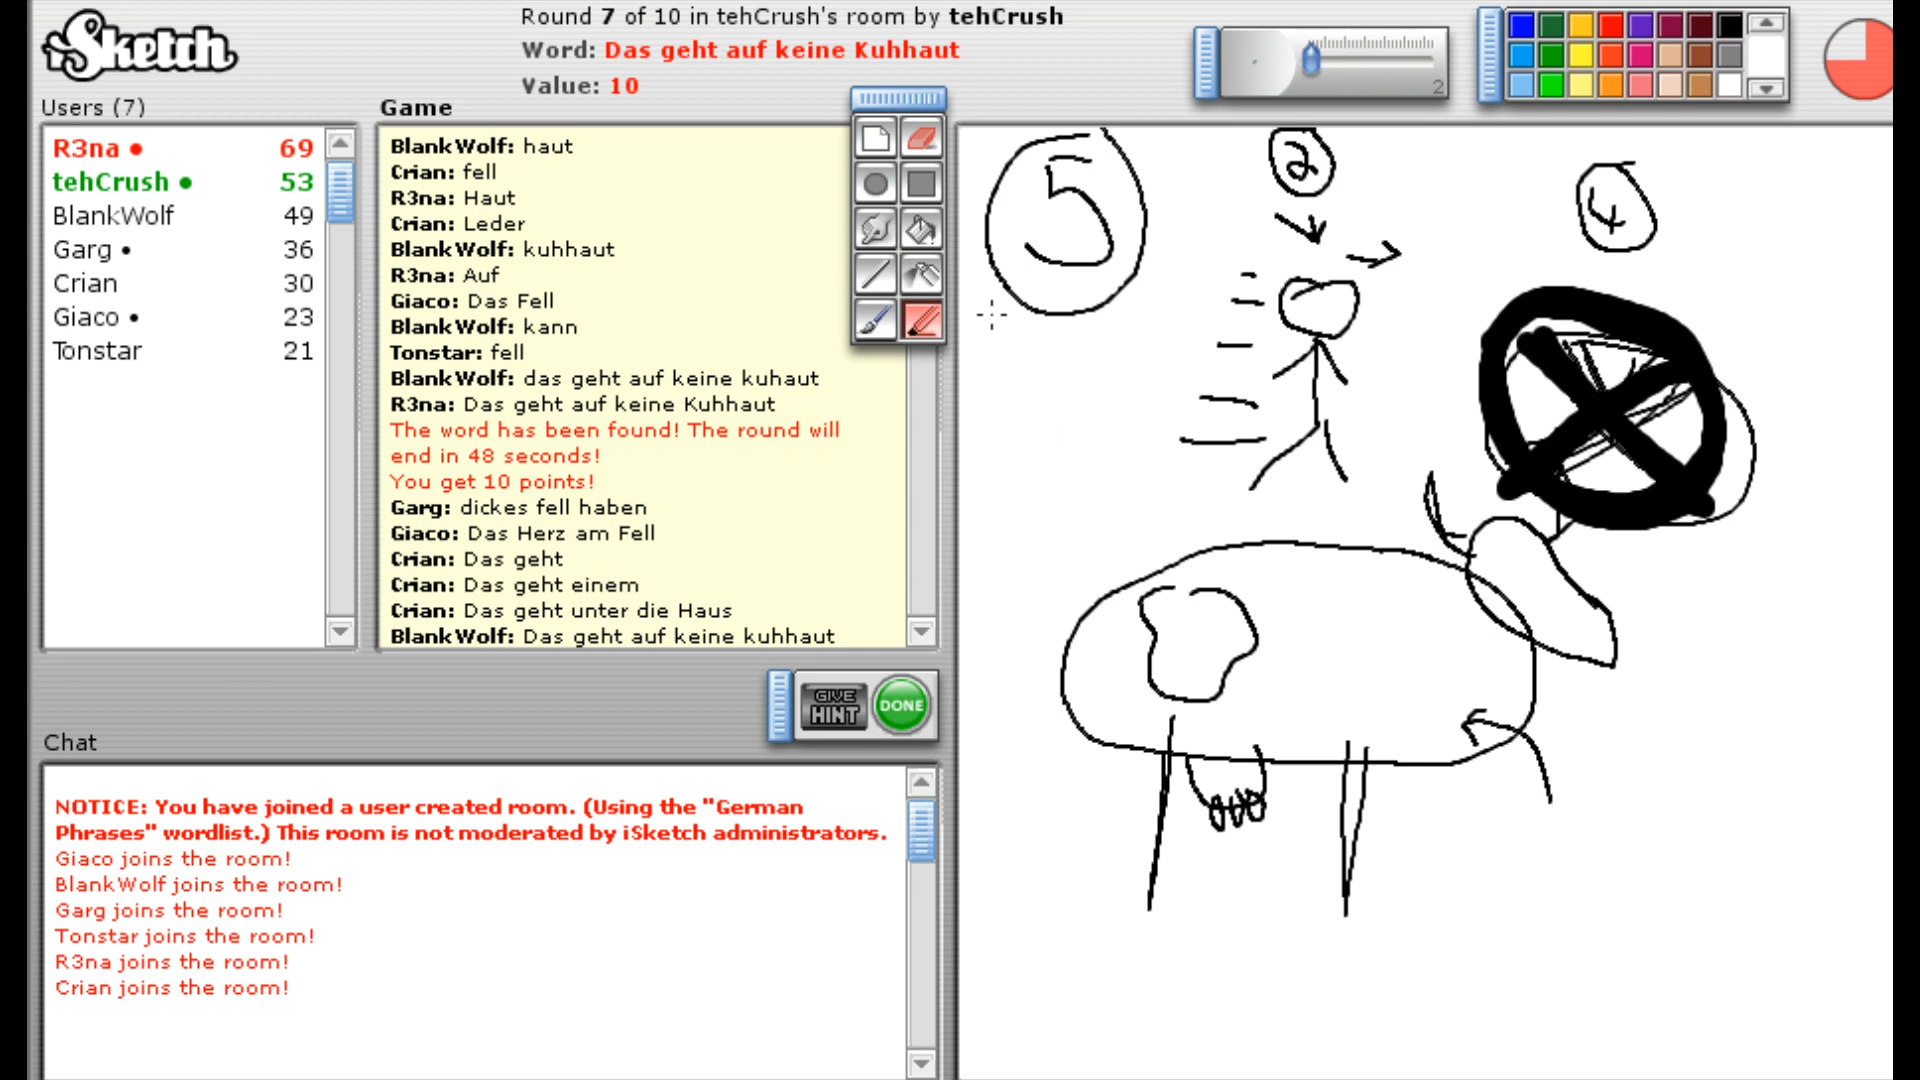 iSketch
Round 7 of 10 in tehCrush's room by tehCrush
Word: Das geht auf keine Kuhhaut
Value: 10
2
Users (7)
R3na • 69
tehCrush • 53
BlankWolf 49
Garg • 36
Crian 30
Giaco • 23
Tonstar 21
Game
BlankWolf: haut
Crian: fell
R3na: Haut
Crian: Leder
BlankWolf: kuhhaut
R3na: Auf
Giaco: Das Fell
BlankWolf: kann
Tonstar: fell
BlankWolf: das geht auf keine kuhaut
R3na: Das geht auf keine Kuhhaut
The word has been found! The round will
end in 48 seconds!
You get 10 points!
Garg: dickes fell haben
Giaco: Das Herz am Fell
Crian: Das geht
Crian: Das geht einem
Crian: Das geht unter die Haus
BlankWolf: Das geht auf keine kuhhaut
GIVE
HINT
DONE
5
2
4
Chat
NOTICE: You have joined a user created room. (Using the "German
Phrases" wordlist.) This room is not moderated by iSketch administrators.
Giaco joins the room!
BlankWolf joins the room!
Garg joins the room!
Tonstar joins the room!
R3na joins the room!
Crian joins the room!